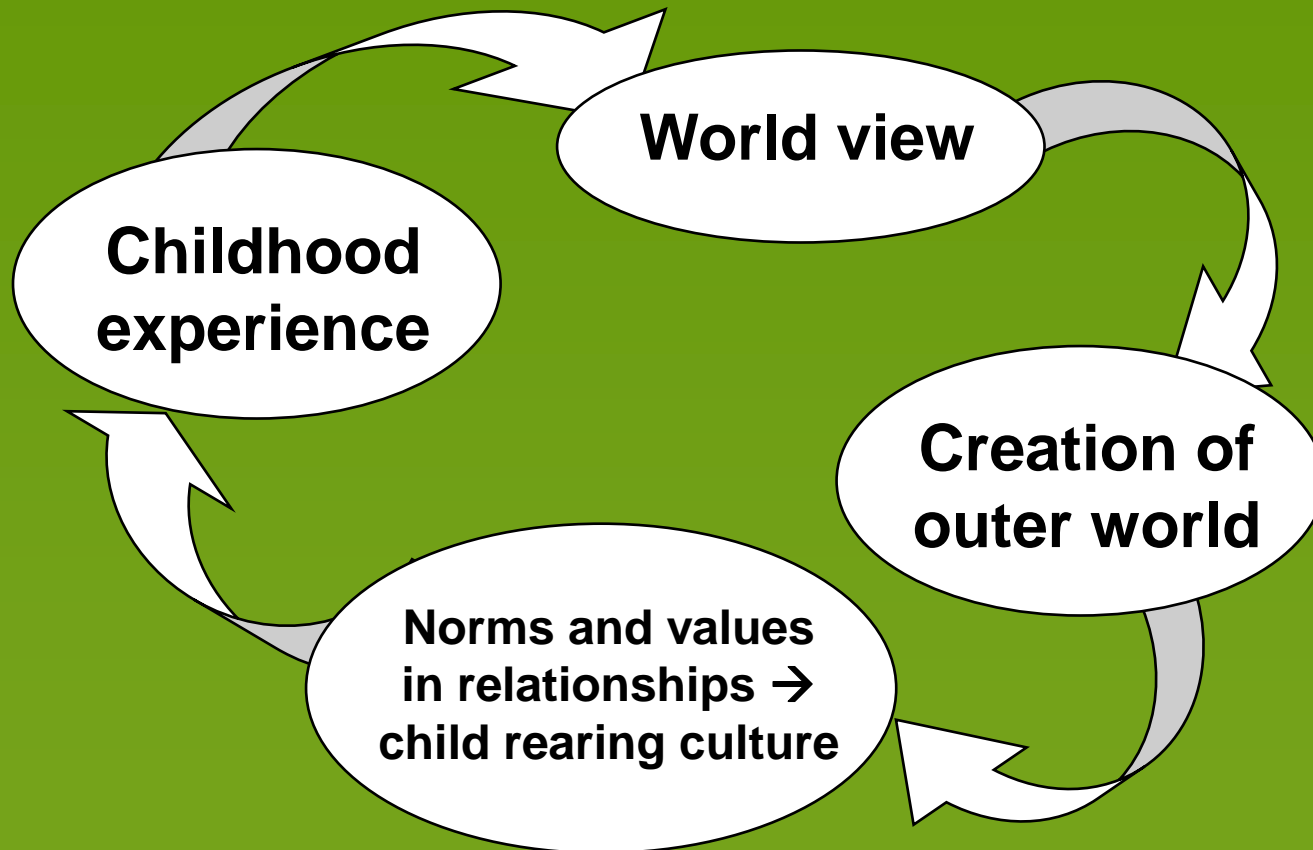 World view
Childhood
experience
Creation of
outer world
Norms and values
in relationships →
child rearing culture